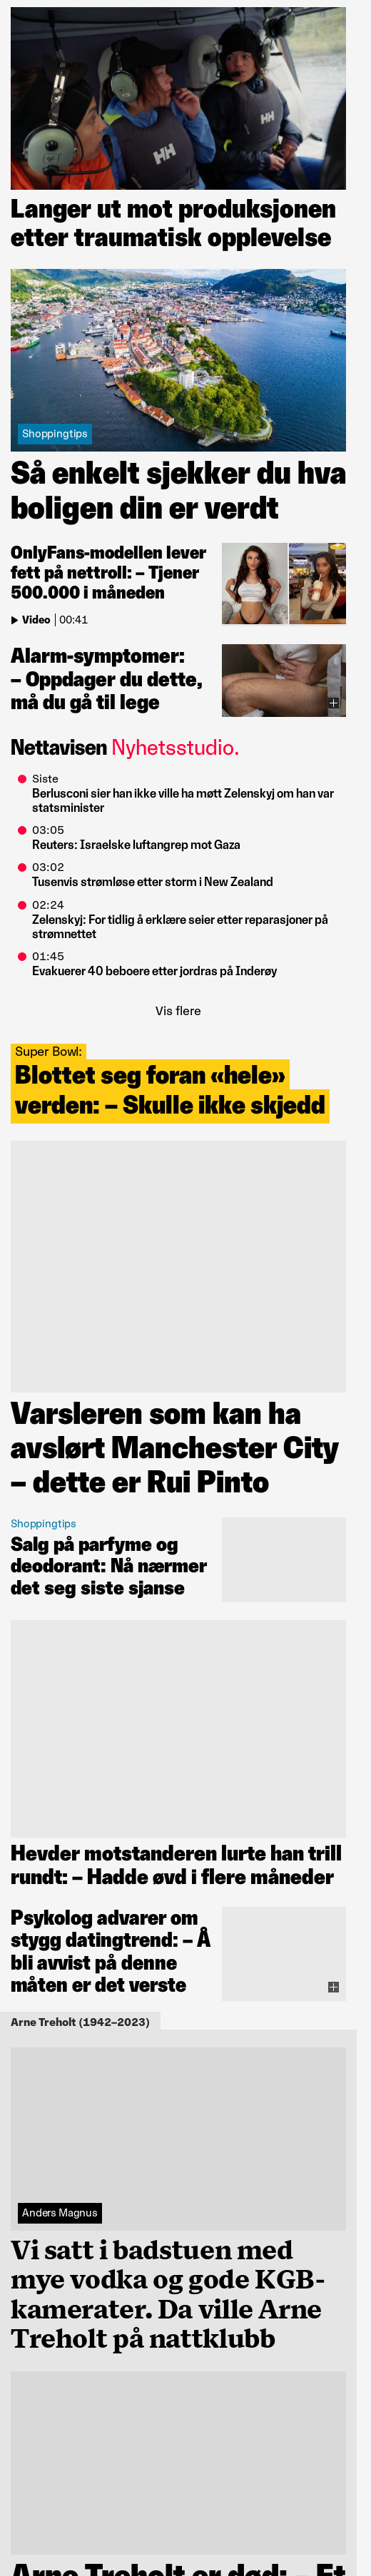 Langer ut mot produksjonen
etter traumatisk opplevelse
Shoppingtips
Så enkelt sjekker du hva
boligen din er verdt
OnlyFans-modellen lever
fett på nettroll: – Tjener
500.000 i måneden
Video | 00:41
Alarm-symptomer:
– Oppdager du dette,
må du gå til lege
Nettavisen Nyhetsstudio.
Siste
Berlusconi sier han ikke ville ha møtt Zelenskyj om han var
statsminister
03:05
Reuters: Israelske luftangrep mot Gaza
03:02
Tusenvis strømløse etter storm i New Zealand
02:24
Zelenskyj: For tidlig å erklære seier etter reparasjoner på
strømnettet
01:45
Evakuerer 40 beboere etter jordras på Inderøy
Vis flere
Super Bowl:
Blottet seg foran «hele»
verden: – Skulle ikke skjedd
Varsleren som kan ha
avslørt Manchester City
– dette er Rui Pinto
Shoppingtips
Salg på parfyme og
deodorant: Nå nærmer
det seg siste sjanse
Hevder motstanderen lurte han trill
rundt: – Hadde øvd i flere måneder
Psykolog advarer om
stygg datingtrend: – Å
bli avvist på denne
måten er det verste
Arne Treholt (1942–2023)
Anders Magnus
Vi satt i badstuen med
mye vodka og gode KGB-
kamerater. Da ville Arne
Treholt på nattklubb
Arne Treholt er død: – Et